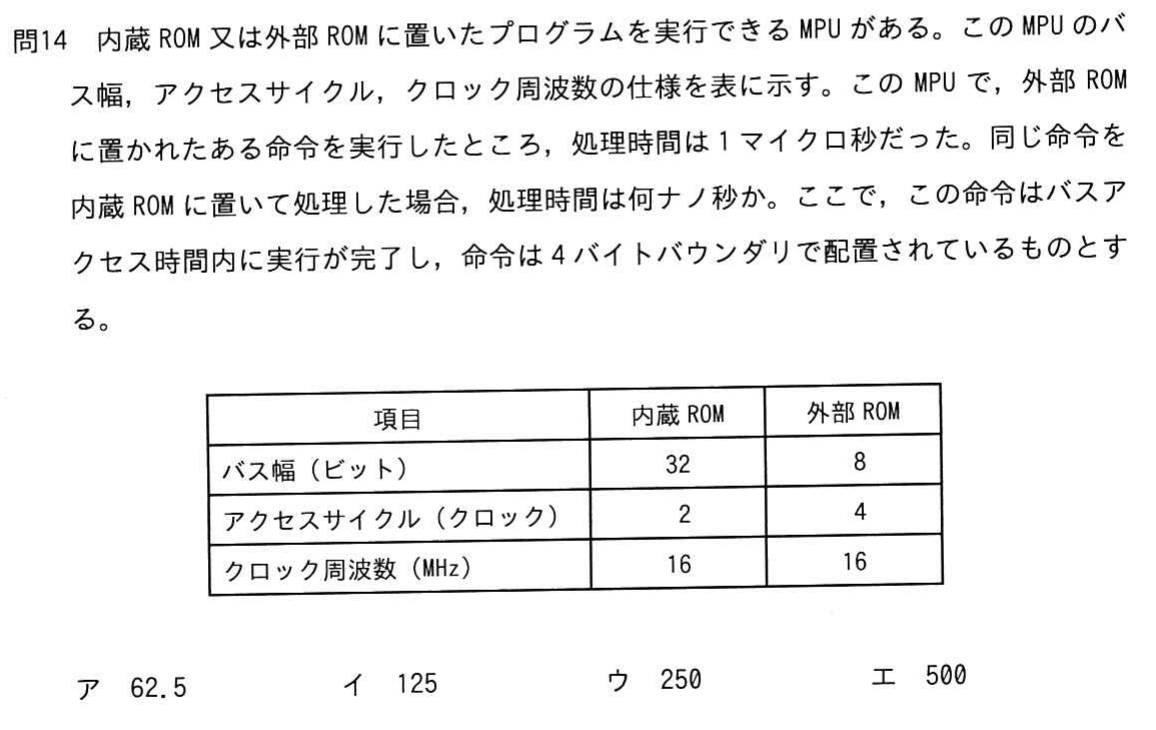 問14 内蔵 ROM 又は外部 ROM に置いたプログラムを実行できる MPU がある。この MPU のバ
ス幅，アクセスサイクル，クロック周波数の仕様を表に示す。この MPU で，外部 ROM
に置かれたある命令を実行したところ，処理時間は 1 マイクロ秒だった。同じ命令を
内蔵 ROM に置いて処理した場合，処理時間は何ナノ秒か。ここで，この命令はバスア
クセス時間内に実行が完了し，命令は 4 バイトバウンダリで配置されているものとす
る。
項目 内蔵 ROM 外部 ROM
バス幅（ビット） 32 8
アクセスサイクル（クロック） 2 4
クロック周波数（MHz） 16 16
ア 62.5 イ 125 ウ 250 エ 500